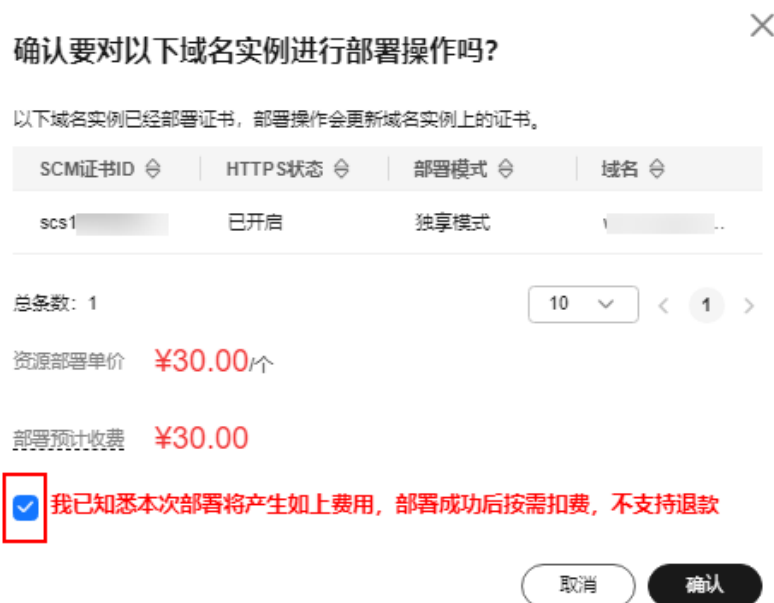 确认要对以下域名实例进行部署操作吗?
以下域名实例已经部署证书，部署操作会更新域名实例上的证书。
SCM证书ID HTTPS状态 部署模式 域名
scs1 已开启 独享模式 ..
总条数: 1 10 1
资源部署单价 ¥30.00/个
部署预计收费 ¥30.00
我已知悉本次部署将产生如上费用，部署成功后按需扣费，不支持退款
取消 确认